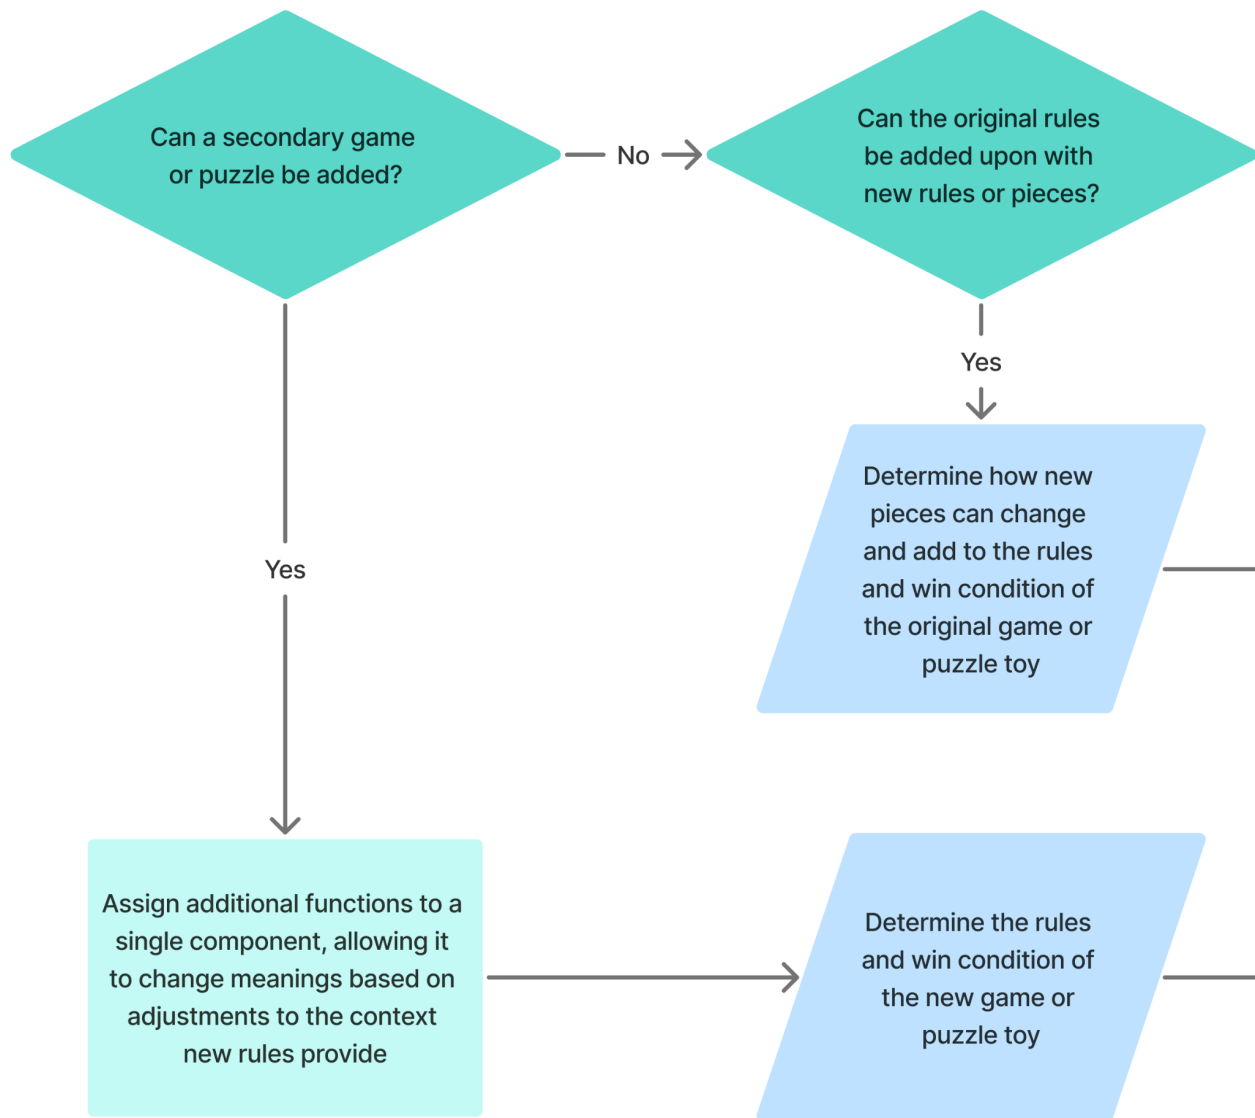 Can a secondary game
or puzzle be added?
No
Can the original rules
be added upon with
new rules or pieces?
Yes
Determine how new
pieces can change
and add to the rules
and win condition of
the original game or
puzzle toy
Yes
Assign additional functions to a
single component, allowing it
to change meanings based on
adjustments to the context
new rules provide
Determine the rules
and win condition of
the new game or
puzzle toy